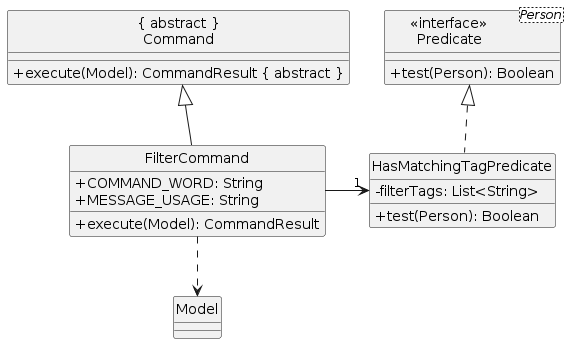 { abstract }
Command
+execute(Model): CommandResult { abstract }
«interface»
Predicate
Person
+test(Person): Boolean
FilterCommand
+COMMAND_WORD: String
+MESSAGE_USAGE: String
+execute(Model): CommandResult
1
HasMatchingTagPredicate
-filterTags: List<String>
+test(Person): Boolean
Model